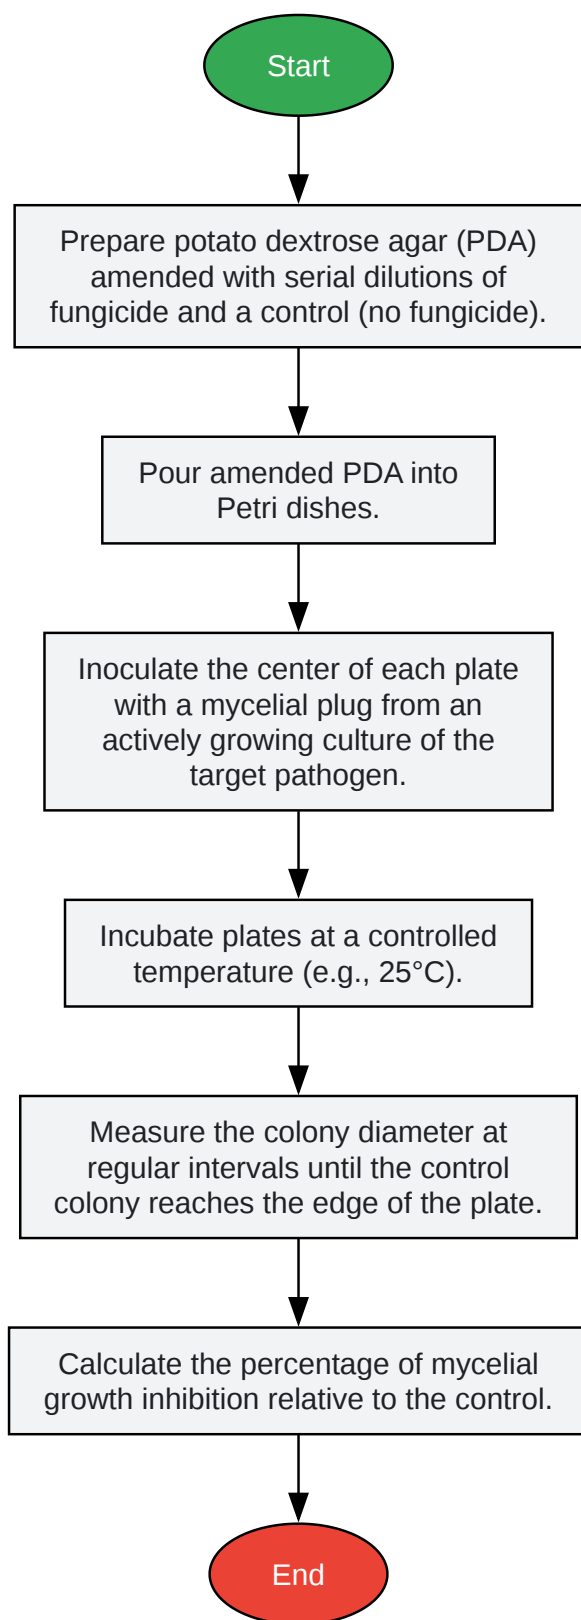 Start
Prepare potato dextrose agar (PDA)
amended with serial dilutions of
fungicide and a control (no fungicide).
Pour amended PDA into
Petri dishes.
Inoculate the center of each plate
with a mycelial plug from an
actively growing culture of the
target pathogen.
Incubate plates at a controlled
temperature (e.g., 25°C).
Measure the colony diameter at
regular intervals until the control
colony reaches the edge of the plate.
Calculate the percentage of mycelial
growth inhibition relative to the control.
End